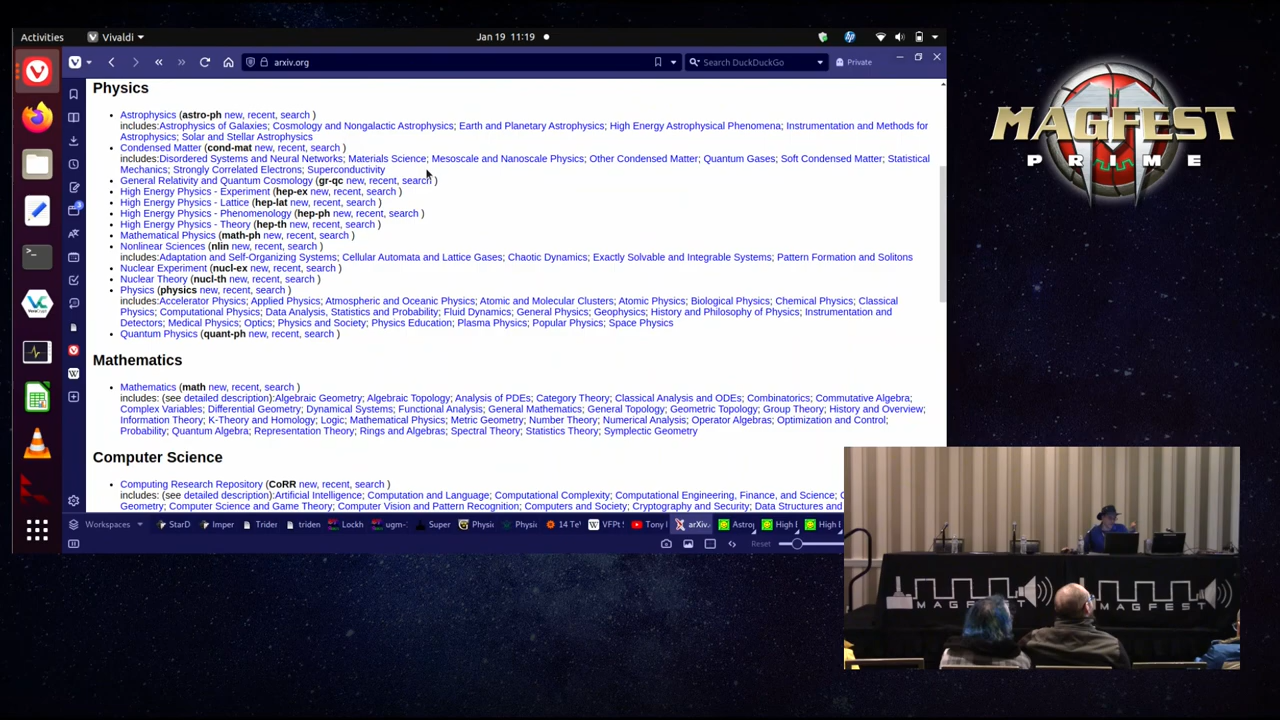 Activities
Vivaldi
Jan 19 11:19
arxiv.org
Search DuckDuckGo
Private
MAGFEST
PRIME
Physics
Astrophysics (astro-ph new, recent, search )
includes:Astrophysics of Galaxies; Cosmology and Nongalactic Astrophysics; Earth and Planetary Astrophysics; High Energy Astrophysical Phenomena; Instrumentation and Methods for
Astrophysics; Solar and Stellar Astrophysics
Condensed Matter (cond-mat new, recent, search )
includes:Disordered Systems and Neural Networks; Materials Science; Mesoscale and Nanoscale Physics; Other Condensed Matter; Quantum Gases; Soft Condensed Matter; Statistical
Mechanics; Strongly Correlated Electrons; Superconductivity
General Relativity and Quantum Cosmology (gr-qc new, recent, search )
High Energy Physics - Experiment (hep-ex new, recent, search )
High Energy Physics - Lattice (hep-lat new, recent, search )
High Energy Physics - Phenomenology (hep-ph new, recent, search )
High Energy Physics - Theory (hep-th new, recent, search )
Mathematical Physics (math-ph new, recent, search )
Nonlinear Sciences (nlin new, recent, search )
includes:Adaptation and Self-Organizing Systems; Cellular Automata and Lattice Gases; Chaotic Dynamics; Exactly Solvable and Integrable Systems; Pattern Formation and Solitons
Nuclear Experiment (nucl-ex new, recent, search )
Nuclear Theory (nucl-th new, recent, search )
Physics (physics new, recent, search )
includes:Accelerator Physics; Applied Physics; Atmospheric and Oceanic Physics; Atomic and Molecular Clusters; Atomic Physics; Biological Physics; Chemical Physics; Classical
Physics; Computational Physics; Data Analysis, Statistics and Probability; Fluid Dynamics; General Physics; Geophysics; History and Philosophy of Physics; Instrumentation and
Detectors; Medical Physics; Optics; Physics and Society; Physics Education; Plasma Physics; Popular Physics; Space Physics
Quantum Physics (quant-ph new, recent, search )
Mathematics
Mathematics (math new, recent, search )
includes: (see detailed description):Algebraic Geometry; Algebraic Topology; Analysis of PDEs; Category Theory; Classical Analysis and ODEs; Combinatorics; Commutative Algebra;
Complex Variables; Differential Geometry; Dynamical Systems; Functional Analysis; General Mathematics; General Topology; Geometric Topology; Group Theory; History and Overview;
Information Theory; K-Theory and Homology; Logic; Mathematical Physics; Metric Geometry; Number Theory; Numerical Analysis; Operator Algebras; Optimization and Control;
Probability; Quantum Algebra; Representation Theory; Rings and Algebras; Spectral Theory; Statistics Theory; Symplectic Geometry
Computer Science
Computing Research Repository (CoRR new, recent, search )
includes: (see detailed description):Artificial Intelligence; Computation and Language; Computational Complexity; Computational Engineering, Finance, and Science;
Geometry; Computer Science and Game Theory; Computer Vision and Pattern Recognition; Computers and Society; Cryptography and Security; Data Structures and
Workspaces
StarD
Imper
Trider
triden
Lockh
ugm-
Super
Physi
Physic
14 Te
VFPt
Tony
arXiv.
Astrop
High E
High E
Reset
MAGFEST
MAGFEST